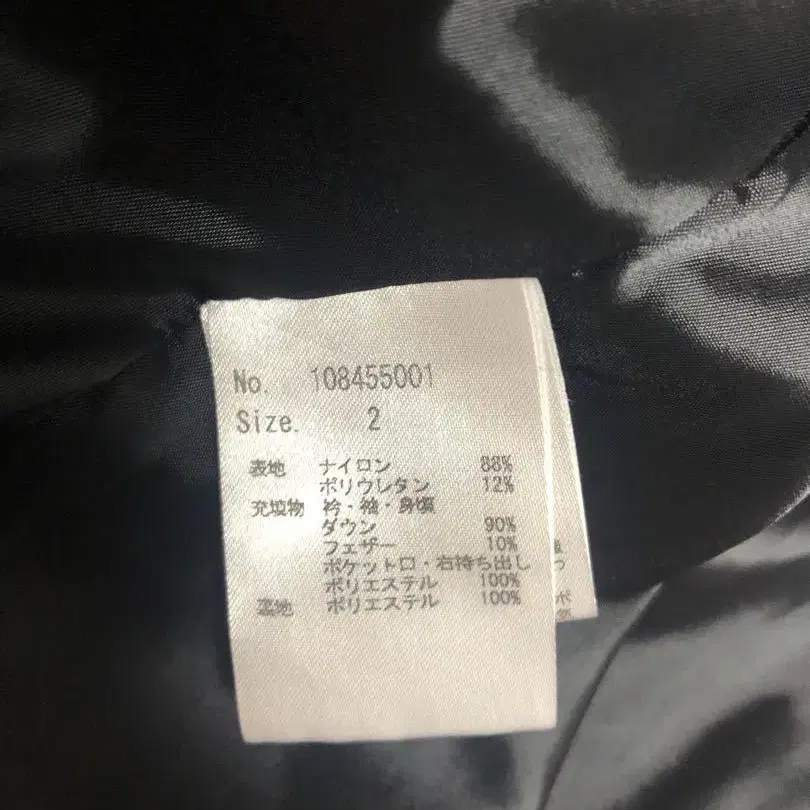 No. 108455001
Size. 2
表地 ナイロン 88%
ポリウレタン 12%
充填物 衿・袖・身頃
ダウン 90%
フェザー 10%
ポケット口・右持ち出し
ポリエステル 100%
裏地 ポリエステル 100%